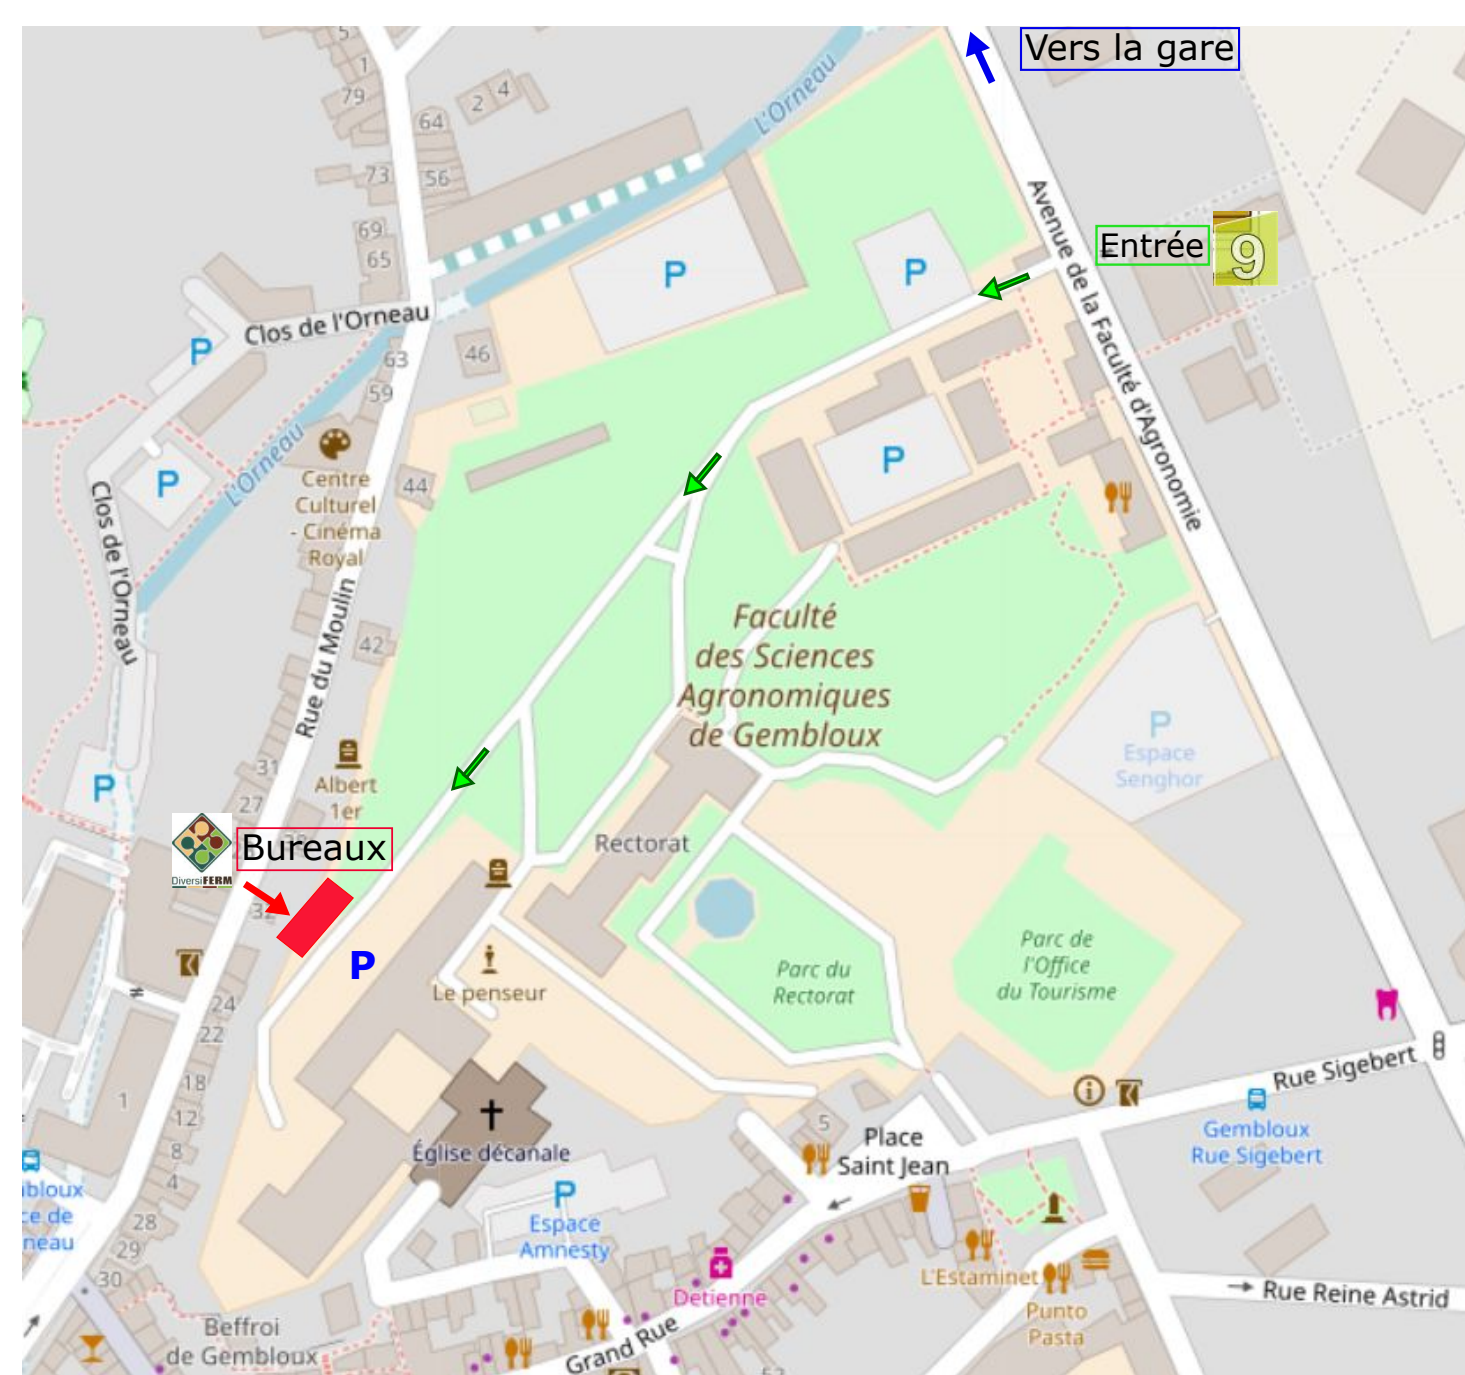 Vers la gare
5
1
79
2
4
64
L'Orneau
73
56
Avenue de la Faculté d'Agronomie
69
65
Entrée
9
P
P
Clos de l'Orneau
P
63
46
59
L'Orneau
Centre
Culturel
- Cinéma
Royal
44
P
P
Clos de l'Orneau
Rue du Moulin
42
Faculté
des Sciences
Agronomiques
de Gembloux
P
Espace
Senghor
31
Albert
1er
27
P
Bureaux
DiversiFERM
Rectorat
32
P
Le penseur
Parc du
Rectorat
Parc de
l'Office
du Tourisme
24
22
18
12
1
8
4
28
29
30
Rue Sigebert
Gembloux
Rue Sigebert
5
Place
Saint Jean
Église décanale
P
Espace
Amnesty
Detienne
L'Estaminet
Punto
Pasta
Rue Reine Astrid
Grand Rue
Beffroi
de Gembloux